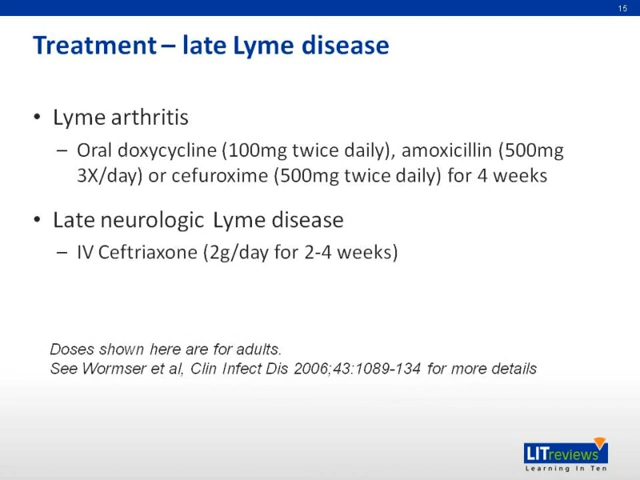 15
Treatment – late Lyme disease
• Lyme arthritis
– Oral doxycycline (100mg twice daily), amoxicillin (500mg
3X/day) or cefuroxime (500mg twice daily) for 4 weeks
• Late neurologic Lyme disease
– IV Ceftriaxone (2g/day for 2-4 weeks)
Doses shown here are for adults.
See Wormser et al, Clin Infect Dis 2006;43:1089-134 for more details
LITreviews
Learning In Ten